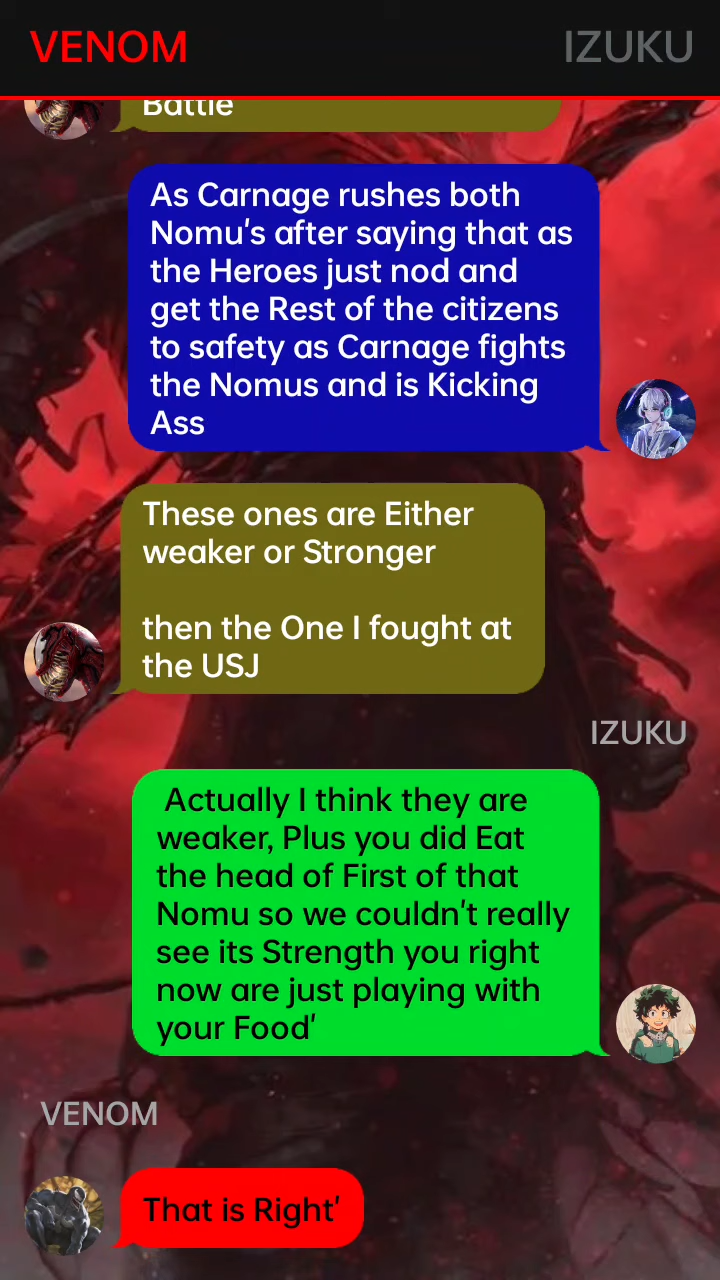 VENOM
IZUKU
Battle
As Carnage rushes both
Nomu's after saying that as
the Heroes just nod and
get the Rest of the citizens
to safety as Carnage fights
the Nomus and is Kicking
Ass
These ones are Either
weaker or Stronger
then the One I fought at
the USJ
IZUKU
Actually I think they are
weaker, Plus you did Eat
the head of First of that
Nomu so we couldn't really
see its Strength you right
now are just playing with
your Food'
VENOM
That is Right'